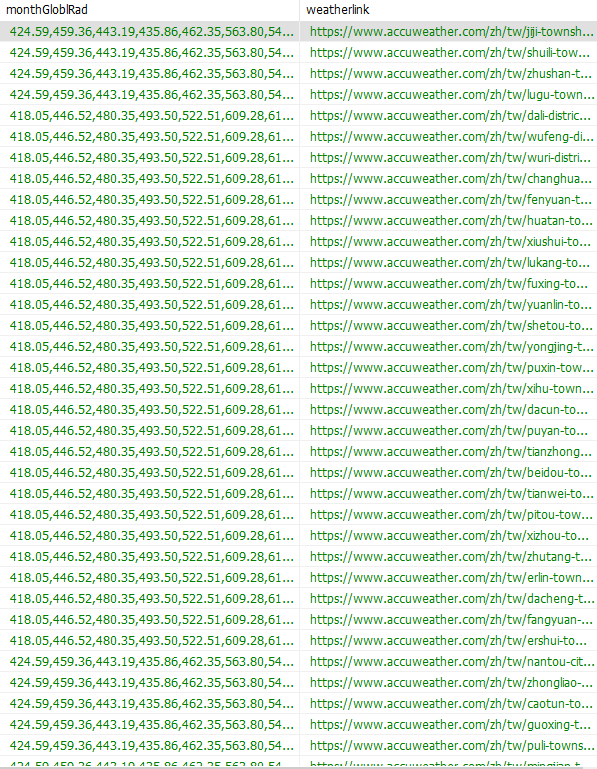 monthGloblRad weatherlink
424.59,459.36,443.19,435.86,462.35,563.80,54... https://www.accuweather.com/zh/tw/jiji-townsh...
424.59,459.36,443.19,435.86,462.35,563.80,54... https://www.accuweather.com/zh/tw/shuili-tow...
424.59,459.36,443.19,435.86,462.35,563.80,54... https://www.accuweather.com/zh/tw/zhushan-t...
424.59,459.36,443.19,435.86,462.35,563.80,54... https://www.accuweather.com/zh/tw/lugu-town...
418.05,446.52,480.35,493.50,522.51,609.28,61... https://www.accuweather.com/zh/tw/dali-distric...
418.05,446.52,480.35,493.50,522.51,609.28,61... https://www.accuweather.com/zh/tw/wufeng-di...
418.05,446.52,480.35,493.50,522.51,609.28,61... https://www.accuweather.com/zh/tw/wuri-distri...
418.05,446.52,480.35,493.50,522.51,609.28,61... https://www.accuweather.com/zh/tw/changhua...
418.05,446.52,480.35,493.50,522.51,609.28,61... https://www.accuweather.com/zh/tw/fenyuan-...
418.05,446.52,480.35,493.50,522.51,609.28,61... https://www.accuweather.com/zh/tw/huatan-to...
418.05,446.52,480.35,493.50,522.51,609.28,61... https://www.accuweather.com/zh/tw/xiushui-to...
418.05,446.52,480.35,493.50,522.51,609.28,61... https://www.accuweather.com/zh/tw/lukang-to...
418.05,446.52,480.35,493.50,522.51,609.28,61... https://www.accuweather.com/zh/tw/fuxing-to...
418.05,446.52,480.35,493.50,522.51,609.28,61... https://www.accuweather.com/zh/tw/yuanlin-to...
418.05,446.52,480.35,493.50,522.51,609.28,61... https://www.accuweather.com/zh/tw/shetou-to...
418.05,446.52,480.35,493.50,522.51,609.28,61... https://www.accuweather.com/zh/tw/yongjing-t...
418.05,446.52,480.35,493.50,522.51,609.28,61... https://www.accuweather.com/zh/tw/puxin-tow...
418.05,446.52,480.35,493.50,522.51,609.28,61... https://www.accuweather.com/zh/tw/xihu-town...
418.05,446.52,480.35,493.50,522.51,609.28,61... https://www.accuweather.com/zh/tw/dacun-to...
418.05,446.52,480.35,493.50,522.51,609.28,61... https://www.accuweather.com/zh/tw/puyan-to...
418.05,446.52,480.35,493.50,522.51,609.28,61... https://www.accuweather.com/zh/tw/tianzhong...
418.05,446.52,480.35,493.50,522.51,609.28,61... https://www.accuweather.com/zh/tw/beidou-to...
418.05,446.52,480.35,493.50,522.51,609.28,61... https://www.accuweather.com/zh/tw/tianwei-to...
418.05,446.52,480.35,493.50,522.51,609.28,61... https://www.accuweather.com/zh/tw/pitou-tow...
418.05,446.52,480.35,493.50,522.51,609.28,61... https://www.accuweather.com/zh/tw/xizhou-to...
418.05,446.52,480.35,493.50,522.51,609.28,61... https://www.accuweather.com/zh/tw/zhutang-t...
418.05,446.52,480.35,493.50,522.51,609.28,61... https://www.accuweather.com/zh/tw/erlin-town...
418.05,446.52,480.35,493.50,522.51,609.28,61... https://www.accuweather.com/zh/tw/dacheng-t...
418.05,446.52,480.35,493.50,522.51,609.28,61... https://www.accuweather.com/zh/tw/fangyuan-...
418.05,446.52,480.35,493.50,522.51,609.28,61... https://www.accuweather.com/zh/tw/ershui-to...
424.59,459.36,443.19,435.86,462.35,563.80,54... https://www.accuweather.com/zh/tw/nantou-cit...
424.59,459.36,443.19,435.86,462.35,563.80,54... https://www.accuweather.com/zh/tw/zhongliao-...
424.59,459.36,443.19,435.86,462.35,563.80,54... https://www.accuweather.com/zh/tw/caotun-to...
424.59,459.36,443.19,435.86,462.35,563.80,54... https://www.accuweather.com/zh/tw/guoxing-t...
424.59,459.36,443.19,435.86,462.35,563.80,54... https://www.accuweather.com/zh/tw/puli-towns...
424.59,459.36,443.19,435.86,462.35,563.80,54... https://www.accuweather.com/zh/tw/mingjian-t...